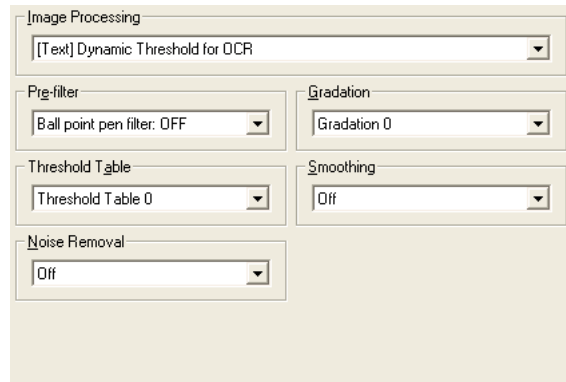 Image Processing
[Text] Dynamic Threshold for OCR
Pre-filter
Gradation
Ball point pen filter: OFF
Gradation 0
Threshold Table
Smoothing
Threshold Table 0
Off
Noise Removal
Off